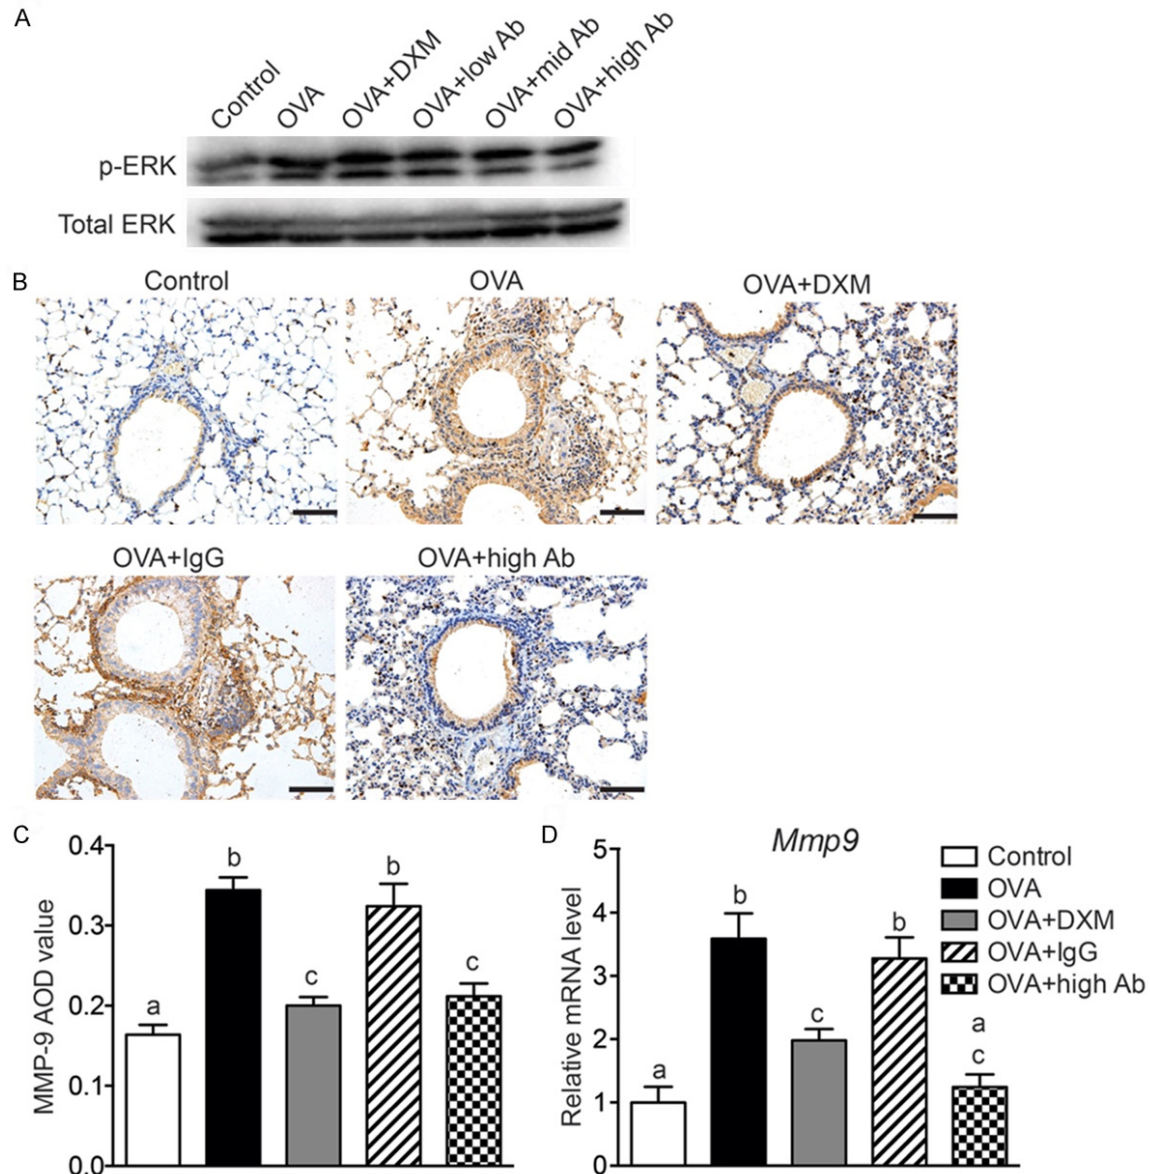 A
Control
OVA
OVA+DXM
OVA+low Ab
OVA+mid Ab
OVA+high Ab
p-ERK
Total ERK
B
Control
OVA
OVA+DXM
OVA+IgG
OVA+high Ab
C
0.4
0.3
0.2
0.1
0.0
MMP-9 AOD value
a
b
c
b
c
D
Mmp9
5
4
3
2
1
0
Relative mRNA level
a
b
c
b
a
c
Control
OVA
OVA+DXM
OVA+IgG
OVA+high Ab